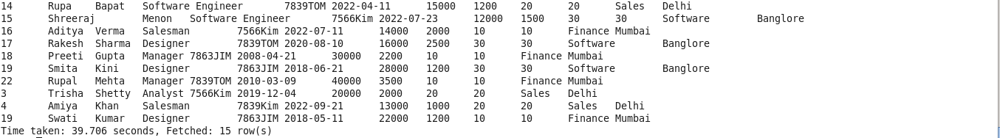 14 Rupa Bapat Software Engineer 7839TOM 2022-04-11 15000 1200 20 20 Sales Delhi
15 Shreeraj Menon Software Engineer 7566Kim 2022-07-23 12000 1500 30 30 Software Banglore
16 Aditya Verma Salesman 7566Kim 2022-07-11 14000 2000 10 10 Finance Mumbai
17 Rakesh Sharma Designer 7839TOM 2020-08-10 16000 2500 30 30 Software Banglore
18 Preeti Gupta Manager 7863JIM 2008-04-21 30000 2200 10 10 Finance Mumbai
19 Smita Kini Designer 7863JIM 2018-06-21 28000 1200 30 30 Software Banglore
22 Rupal Mehta Manager 7839TOM 2010-03-09 40000 3500 10 10 Finance Mumbai
3 Trisha Shetty Analyst 7566Kim 2019-12-04 20000 2000 20 20 Sales Delhi
4 Amiya Khan Salesman 7839Kim 2022-09-21 13000 1000 20 20 Sales Delhi
19 Swati Kumar Designer 7863JIM 2018-05-11 22000 1200 10 10 Finance Mumbai
Time taken: 39.706 seconds, Fetched: 15 row(s)